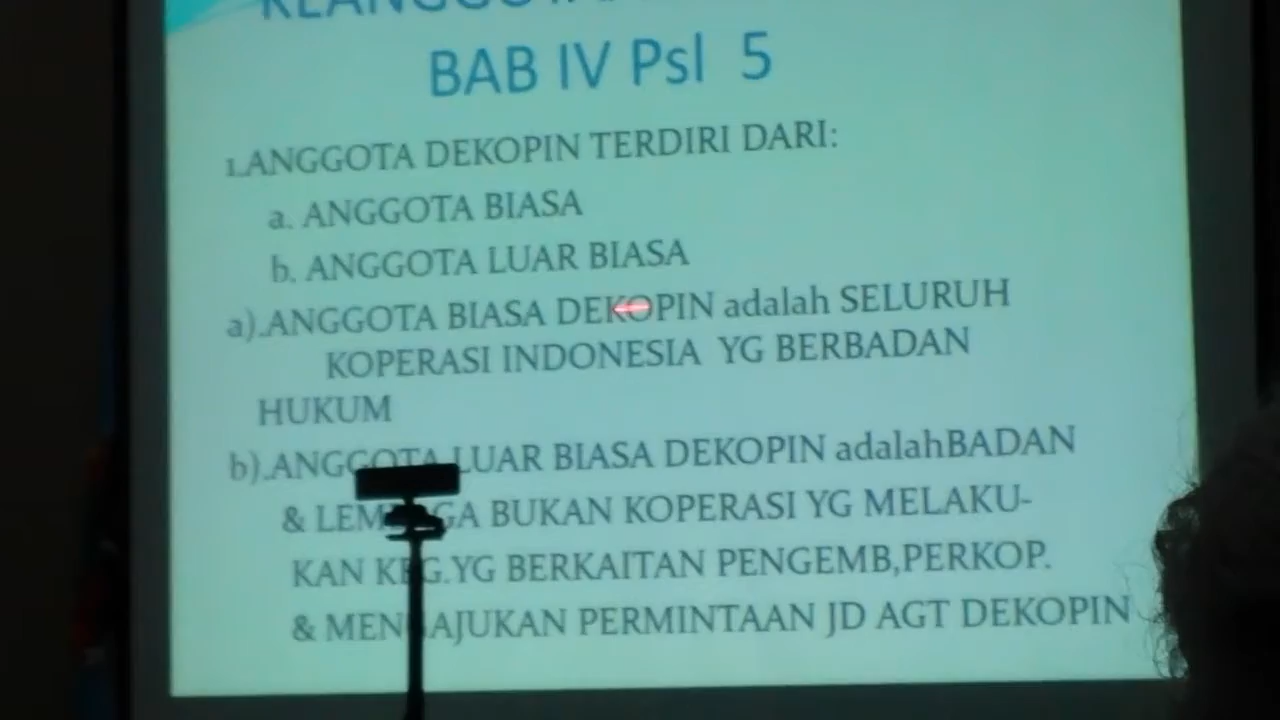 BAB IV Psl 5
1.ANGGOTA DEKOPIN TERDIRI DARI:
a. ANGGOTA BIASA
b. ANGGOTA LUAR BIASA
a).ANGGOTA BIASA DEKOPIN adalah SELURUH
KOPERASI INDONESIA YG BERBADAN
HUKUM
b).ANGGOTA LUAR BIASA DEKOPIN adalahBADAN
& LEMBAGA BUKAN KOPERASI YG MELAKU-
KAN KEG.YG BERKAITAN PENGEMB,PERKOP.
& MENGAJUKAN PERMINTAAN JD AGT DEKOPIN